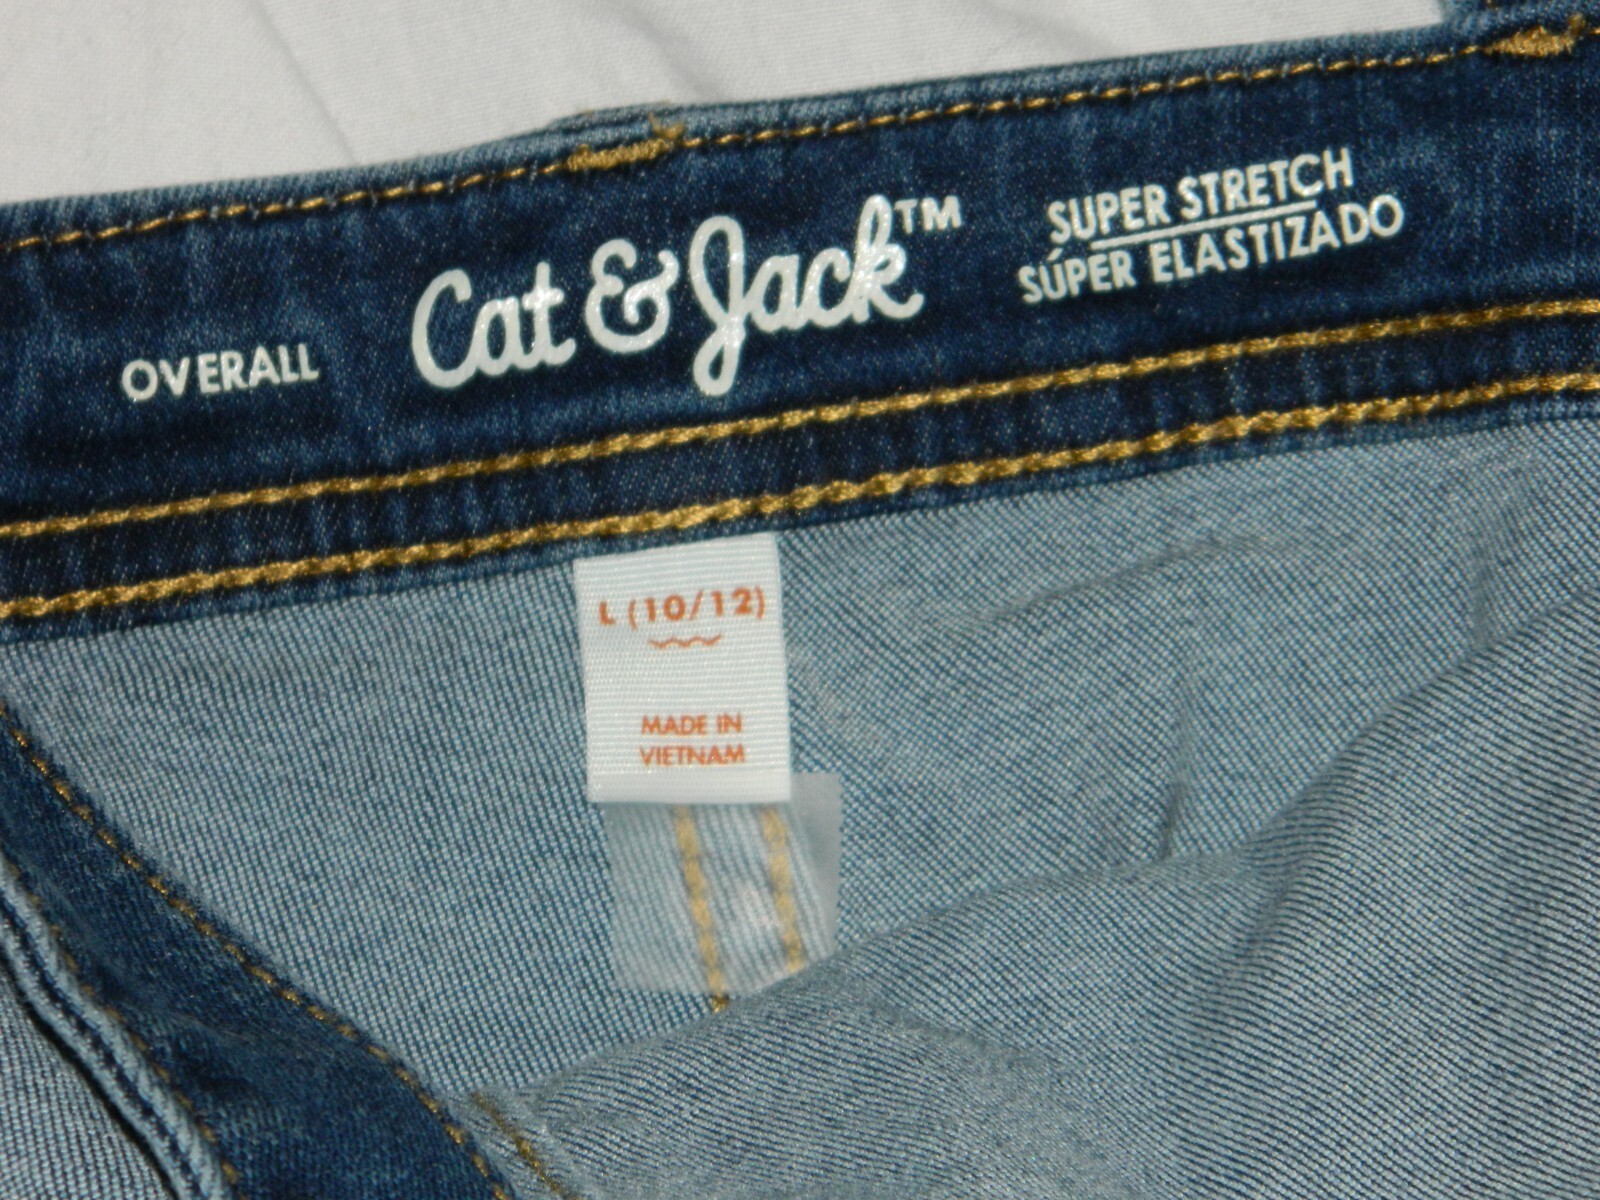 OVERALL
Cat & Jack™
SUPER STRETCH
SÚPER ELASTIZADO
L (10/12)
MADE IN
VIETNAM